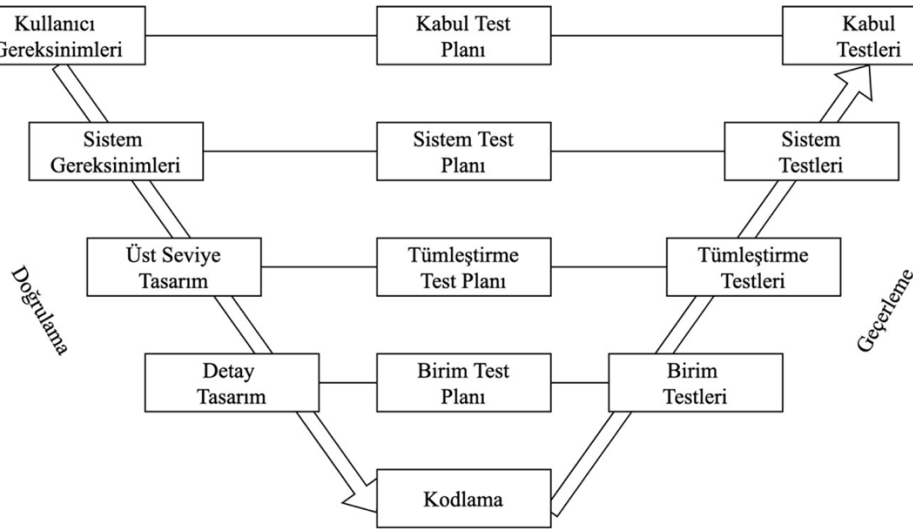 Kullanıcı
Gereksinimleri
Kabul Test
Planı
Kabul
Testleri
Sistem
Gereksinimleri
Sistem Test
Planı
Sistem
Testleri
Üst Seviye
Tasarım
Tümleştirme
Test Planı
Tümleştirme
Testleri
Doğrulama
Geçerleme
Detay
Tasarım
Birim Test
Planı
Birim
Testleri
Kodlama